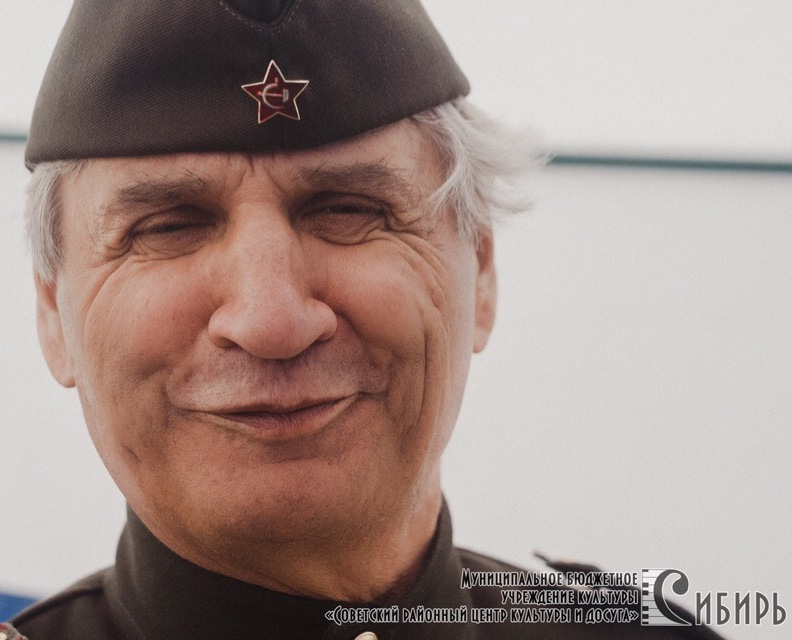 Муниципальное бюджетное
учреждение культуры
«Советский районный центр культуры и досуга»
Сибирь